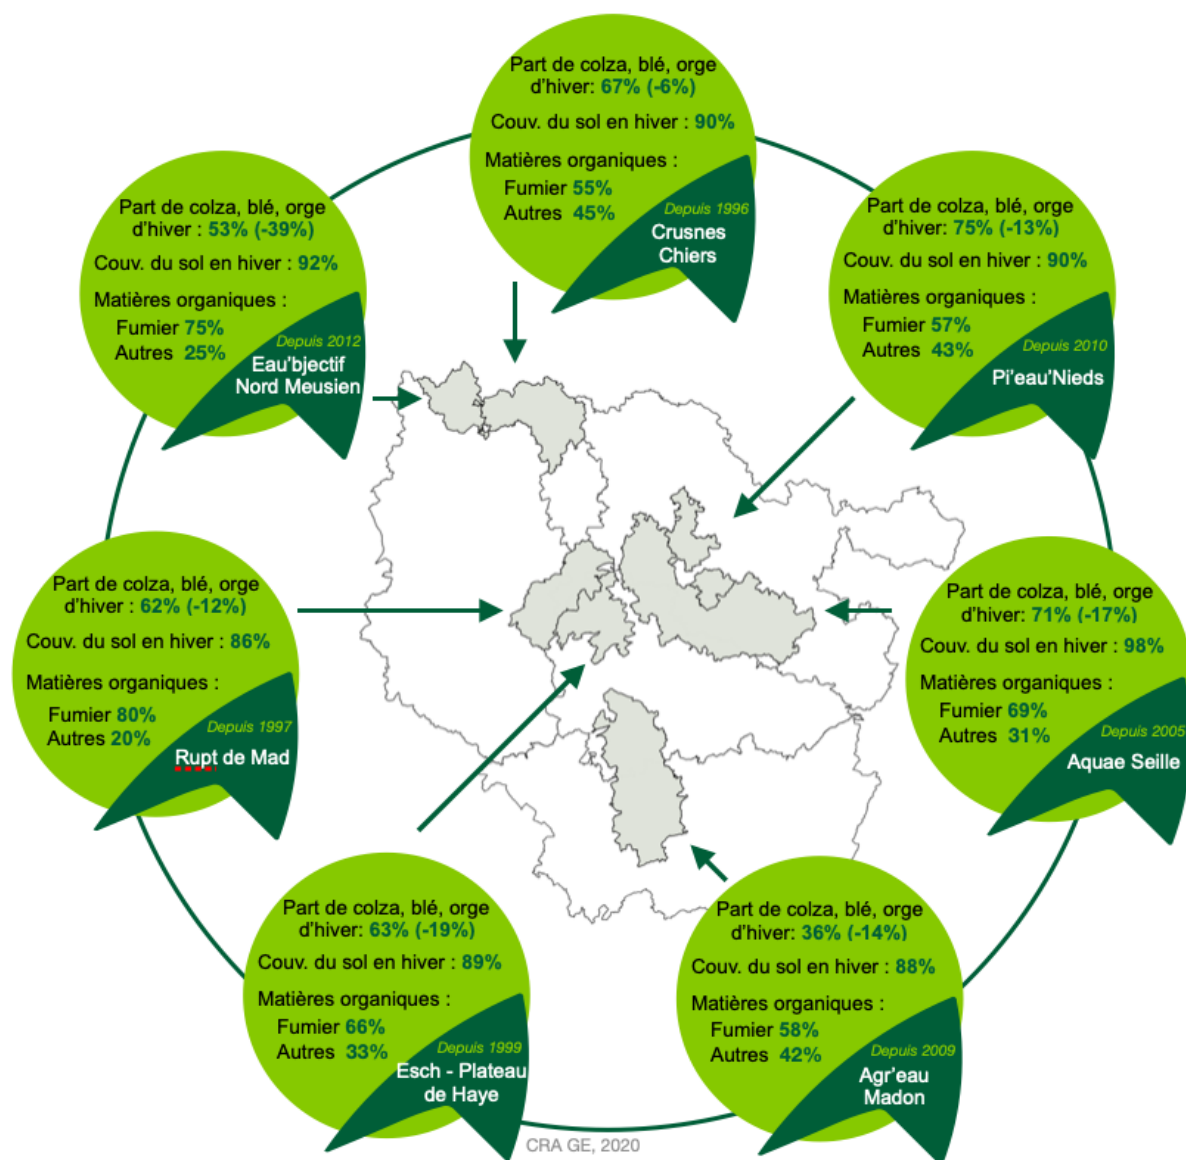 Part de colza, blé, orge
d'hiver: 67% (-6%)
Couv. du sol en hiver : 90%
Matières organiques :
Fumier 55%
Autres 45%
Depuis 1996
Crusnes
Chiers
Part de colza, blé, orge
d'hiver : 53% (-39%)
Couv. du sol en hiver : 92%
Matières organiques :
Fumier 75%
Autres 25%
Depuis 2012
Eau'bjectif
Nord Meusien
Part de colza, blé, orge
d'hiver: 75% (-13%)
Couv. du sol en hiver : 90%
Matières organiques :
Fumier 57%
Autres 43%
Depuis 2010
Pi'eau'Nieds
Part de colza, blé, orge
d'hiver : 62% (-12%)
Couv. du sol en hiver : 86%
Matières organiques :
Fumier 80%
Autres 20%
Depuis 1997
Rupt de Mad
Part de colza, blé, orge
d'hiver: 71% (-17%)
Couv. du sol en hiver : 98%
Matières organiques :
Fumier 69%
Autres 31%
Depuis 2005
Aquae Seille
Part de colza, blé, orge
d'hiver: 63% (-19%)
Couv. du sol en hiver : 89%
Matières organiques :
Fumier 66%
Autres 33%
Depuis 1999
Esch - Plateau
de Haye
Part de colza, blé, orge
d'hiver: 36% (-14%)
Couv. du sol en hiver : 88%
Matières organiques :
Fumier 58%
Autres 42%
Depuis 2009
Agr'eau
Madon
CRA GE, 2020